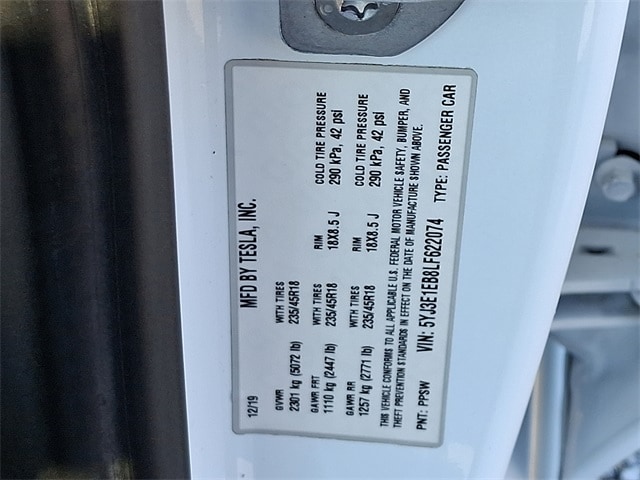 MFD BY TESLA, INC.
12/19
GVWR WITH TIRES RIM COLD TIRE PRESSURE
2301 kg (5072 lb) 235/45R18 18X8.5 J 290 kPa, 42 psi
GAWR FRT WITH TIRES
1110 kg (2447 lb) 235/45R18
GAWR RR WITH TIRES RIM COLD TIRE PRESSURE
1257 kg (2771 lb) 235/45R18 18X8.5 J 290 kPa, 42 psi
THIS VEHICLE CONFORMS TO ALL APPLICABLE U.S. FEDERAL MOTOR VEHICLE SAFETY, BUMPER, AND
THEFT PREVENTION STANDARDS IN EFFECT ON THE DATE OF MANUFACTURE SHOWN ABOVE.
PNT: PPSW VIN: 5YJ3E1EB8LF622074 TYPE: PASSENGER CAR